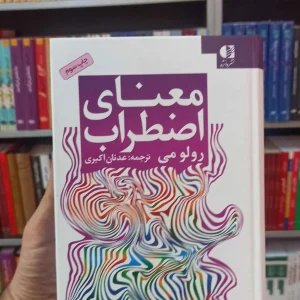 چاپ سوم
معنای
اضطراب
رولو می
ترجمه: عدنان اکبری